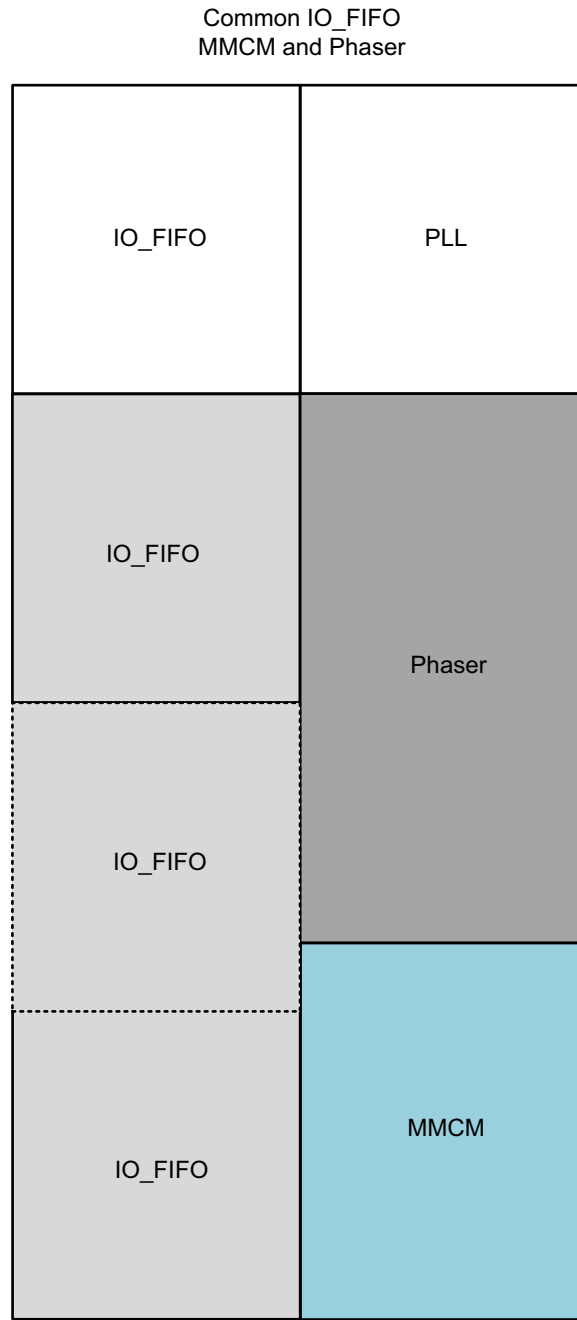 Common IO_FIFO
MMCM and Phaser
IO_FIFO
PLL
IO_FIFO
Phaser
IO_FIFO
MMCM
IO_FIFO